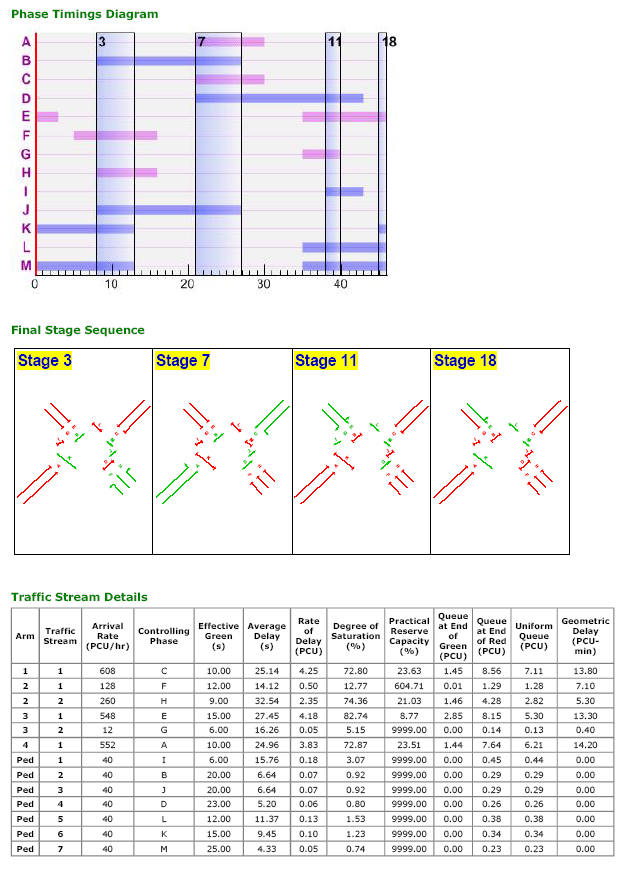 Phase Timings Diagram
3 7 11 18
A
B
C
D
E
F
G
H
I
J
K
L
M
0 10 20 30 40
Final Stage Sequence
Stage 3 Stage 7 Stage 11 Stage 18
Traffic Stream Details
Arm Traffic Stream Arrival Rate (PCU/hr) Controlling Phase Effective Green (s) Average Delay (s) Rate of Delay (PCU) Degree of Saturation (%) Practical Reserve Capacity (%) Queue at End of Green (PCU) Queue at End of Red (PCU) Uniform Queue (PCU) Geometric Delay (PCU-min)
1 1 608 C 10.00 25.14 4.25 72.80 23.63 1.45 8.56 7.11 13.80
2 1 128 F 12.00 14.12 0.50 12.77 604.71 0.01 1.29 1.28 7.10
2 2 260 H 9.00 32.54 2.35 74.36 21.03 1.46 4.28 2.82 5.30
3 1 548 E 15.00 27.45 4.18 82.74 8.77 2.85 8.15 5.30 13.30
3 2 12 G 6.00 16.26 0.05 5.15 9999.00 0.00 0.14 0.13 0.40
4 1 552 A 10.00 24.96 3.83 72.87 23.51 1.44 7.64 6.21 14.20
Ped 1 40 I 6.00 15.76 0.18 3.07 9999.00 0.00 0.45 0.44 0.00
Ped 2 40 B 20.00 6.64 0.07 0.92 9999.00 0.00 0.29 0.29 0.00
Ped 3 40 J 20.00 6.64 0.07 0.92 9999.00 0.00 0.29 0.29 0.00
Ped 4 40 D 23.00 5.20 0.06 0.80 9999.00 0.00 0.26 0.26 0.00
Ped 5 40 L 12.00 11.37 0.13 1.53 9999.00 0.00 0.38 0.38 0.00
Ped 6 40 K 15.00 9.45 0.10 1.23 9999.00 0.00 0.34 0.34 0.00
Ped 7 40 M 25.00 4.33 0.05 0.74 9999.00 0.00 0.23 0.23 0.00